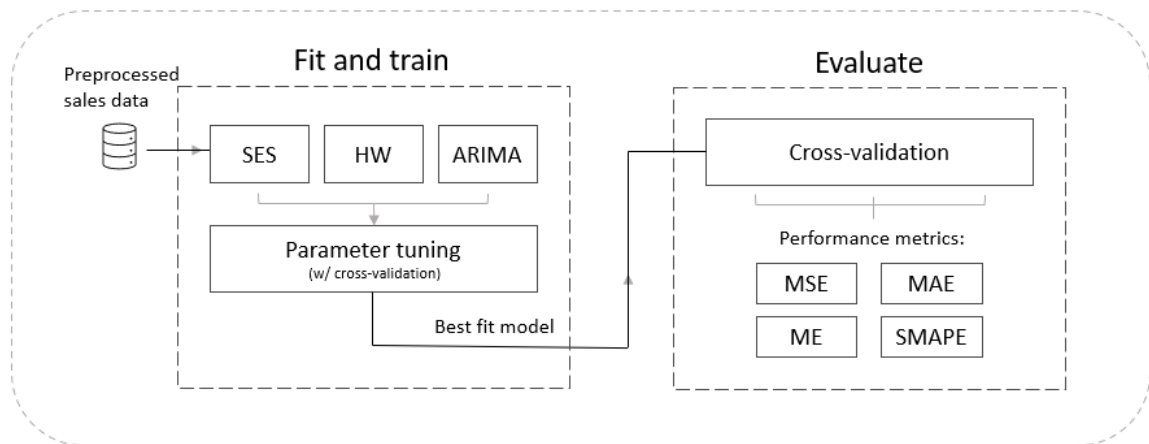 Fit and train
Preprocessed
sales data
SES
HW
ARIMA
Parameter tuning
(w/ cross-validation)
Best fit model
Evaluate
Cross-validation
Performance metrics:
MSE
MAE
ME
SMAPE